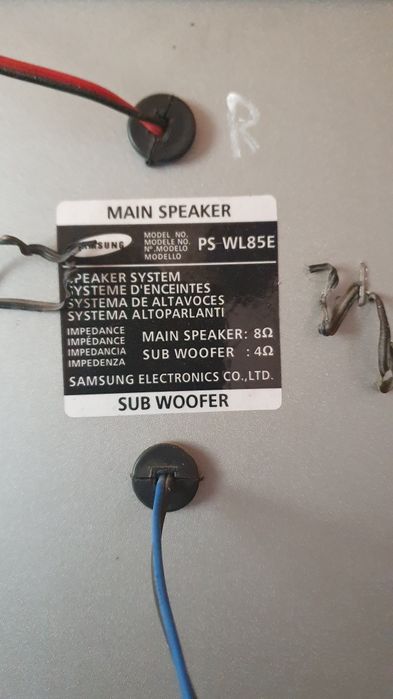 R
MAIN SPEAKER
SAMSUNG
MODEL NO.
MODELE NO.
Nº.MODELO
MODELLO
PS-WL85E
SPEAKER SYSTEM
SYSTEME D'ENCEINTES
SYSTEMA DE ALTAVOCES
SYSTEMA ALTOPARLANTI
IMPEDANCE
IMPÉDANCE
IMPEDANCIA
IMPEDENZA
MAIN SPEAKER: 8Ω
SUB WOOFER : 4Ω
SAMSUNG ELECTRONICS CO.,LTD.
SUB WOOFER